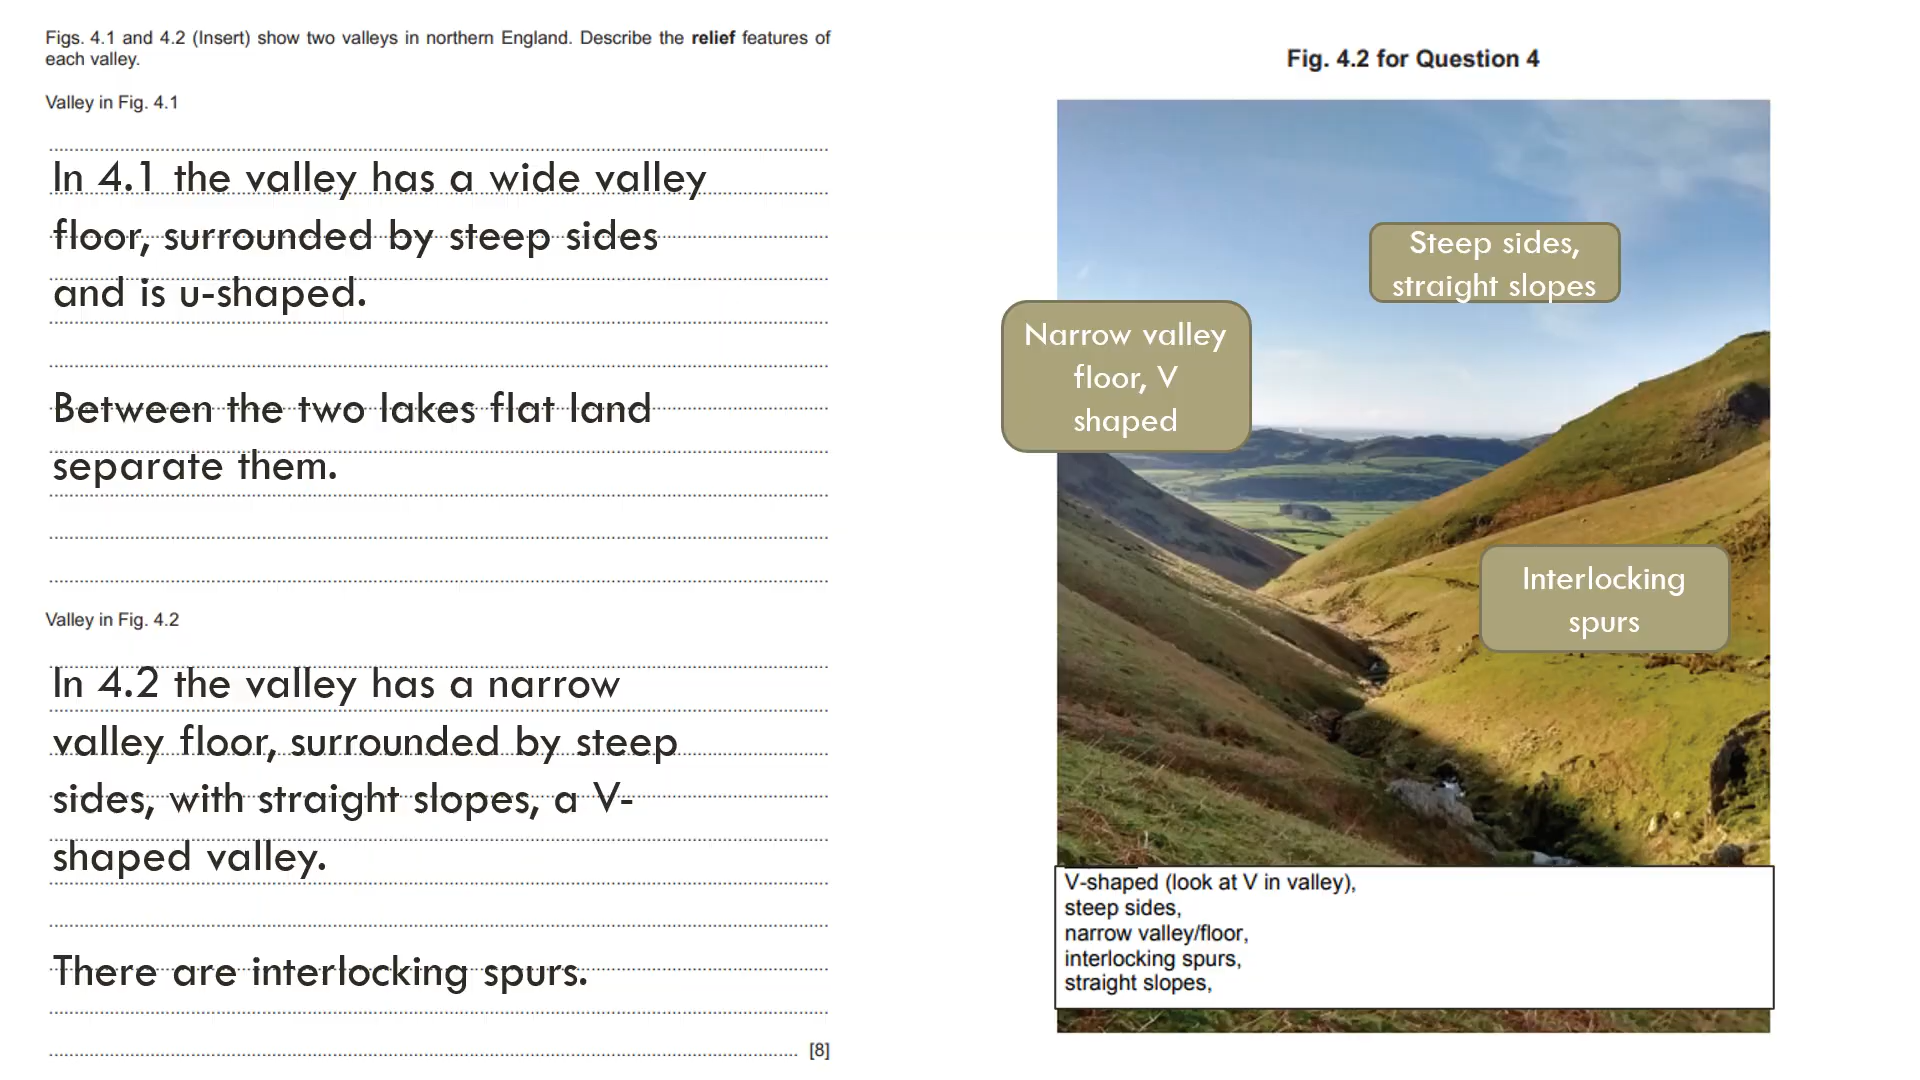 Figs. 4.1 and 4.2 (Insert) show two valleys in northern England. Describe the relief features of
each valley.
Valley in Fig. 4.1
In 4.1 the valley has a wide valley
floor, surrounded by steep sides
and is u-shaped.
Between the two lakes flat land
separate them.
Valley in Fig. 4.2
In 4.2 the valley has a narrow
valley floor, surrounded by steep
sides, with straight slopes, a V-
shaped valley.
There are interlocking spurs.
[8]
Fig. 4.2 for Question 4
Steep sides,
straight slopes
Narrow valley
floor, V
shaped
Interlocking
spurs
V-shaped (look at V in valley),
steep sides,
narrow valley/floor,
interlocking spurs,
straight slopes,